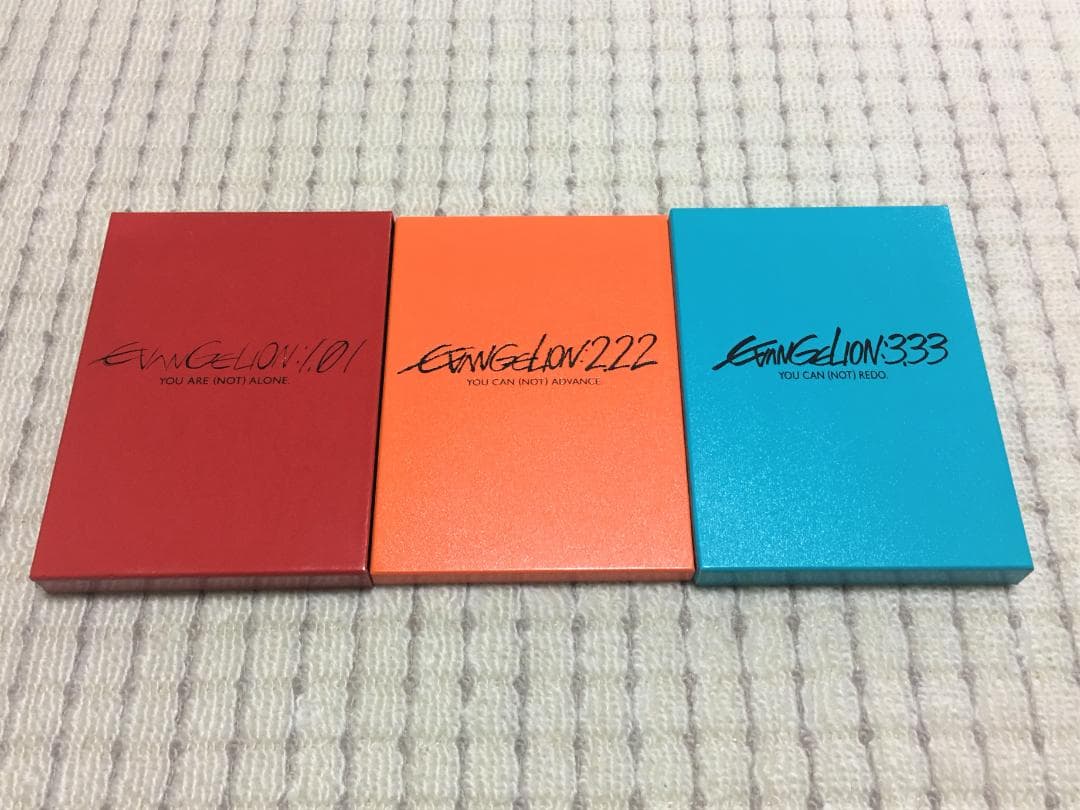 EVANGELION:1.01
YOU ARE (NOT) ALONE.
EVANGELION:2.22
YOU CAN (NOT) ADVANCE.
EVANGELION:3.33
YOU CAN (NOT) REDO.